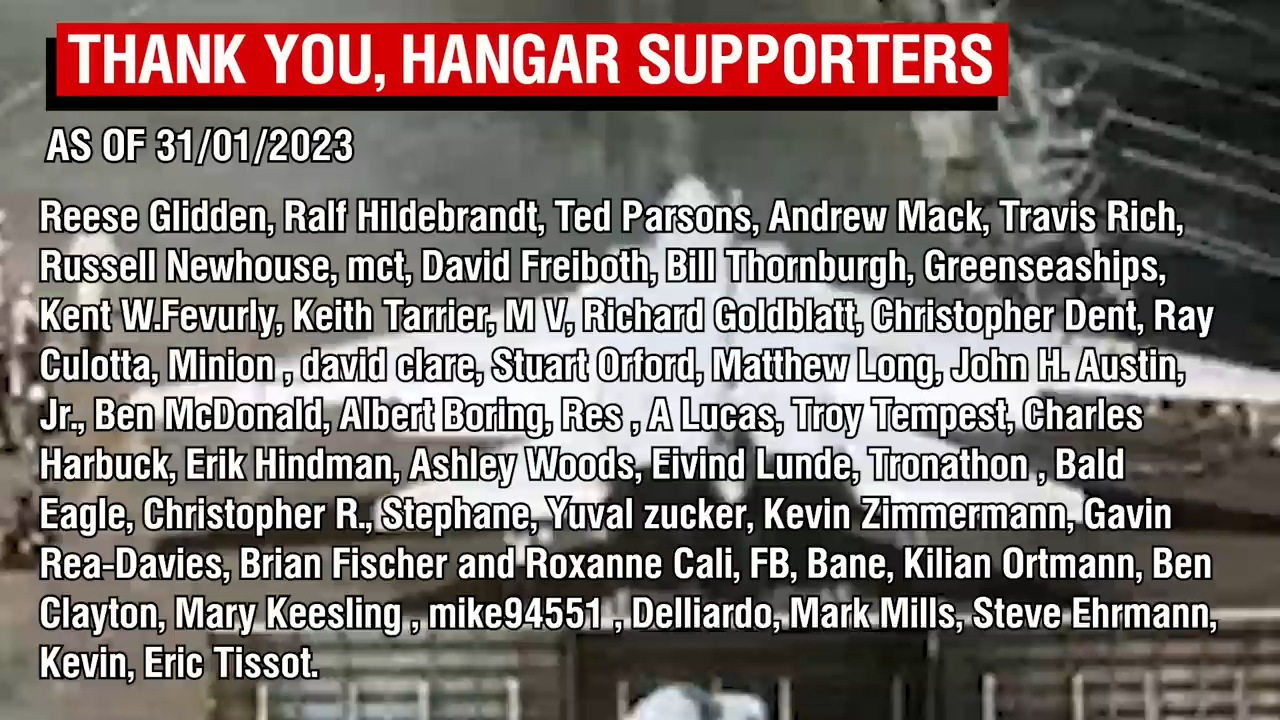 THANK YOU, HANGAR SUPPORTERS
AS OF 31/01/2023
Reese Glidden, Ralf Hildebrandt, Ted Parsons, Andrew Mack, Travis Rich,
Russell Newhouse, mct, David Freiboth, Bill Thornburgh, Greenseaships,
Kent W.Fevurly, Keith Tarrier, M V, Richard Goldblatt, Christopher Dent, Ray
Culotta, Minion , david clare, Stuart Orford, Matthew Long, John H. Austin,
Jr., Ben McDonald, Albert Boring, Res , A Lucas, Troy Tempest, Charles
Harbuck, Erik Hindman, Ashley Woods, Eivind Lunde, Tronathon , Bald
Eagle, Christopher R., Stephane, Yuval zucker, Kevin Zimmermann, Gavin
Rea-Davies, Brian Fischer and Roxanne Cali, FB, Bane, Kilian Ortmann, Ben
Clayton, Mary Keesling , mike94551 , Delliardo, Mark Mills, Steve Ehrmann,
Kevin, Eric Tissot.